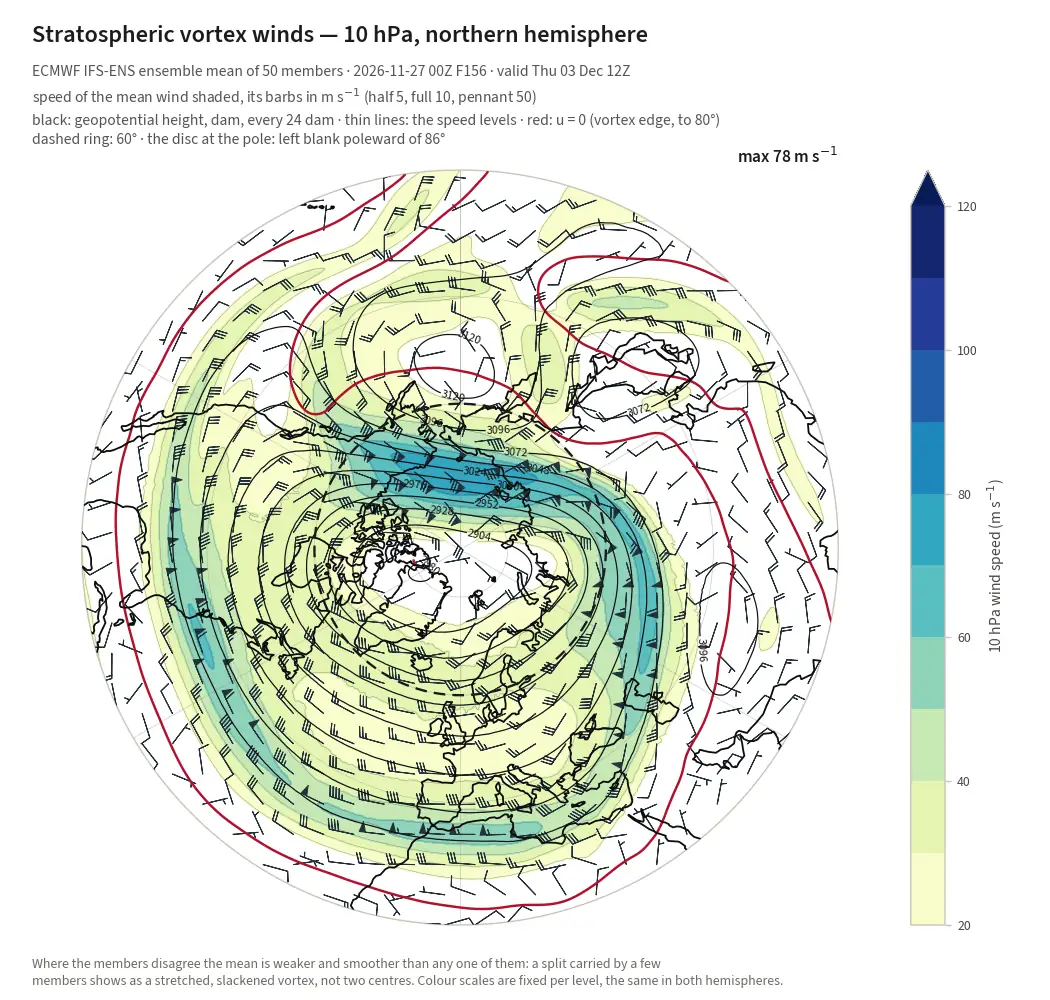 Stratospheric vortex winds — 10 hPa, northern hemisphere
ECMWF IFS-ENS ensemble mean of 50 members · 2026-11-27 00Z F156 · valid Thu 03 Dec 12Z
speed of the mean wind shaded, its barbs in m s⁻¹ (half 5, full 10, pennant 50)
black: geopotential height, dam, every 24 dam · thin lines: the speed levels · red: u = 0 (vortex edge, to 80°)
dashed ring: 60° · the disc at the pole: left blank poleward of 86°
max 78 m s⁻¹
120
100
80
60
40
20
10 hPa wind speed (m s⁻¹)
3120
3120
3096
3072
3072
3024
3048
2952
2928
2904
3096
Where the members disagree the mean is weaker and smoother than any one of them: a split carried by a few
members shows as a stretched, slackened vortex, not two centres. Colour scales are fixed per level, the same in both hemispheres.